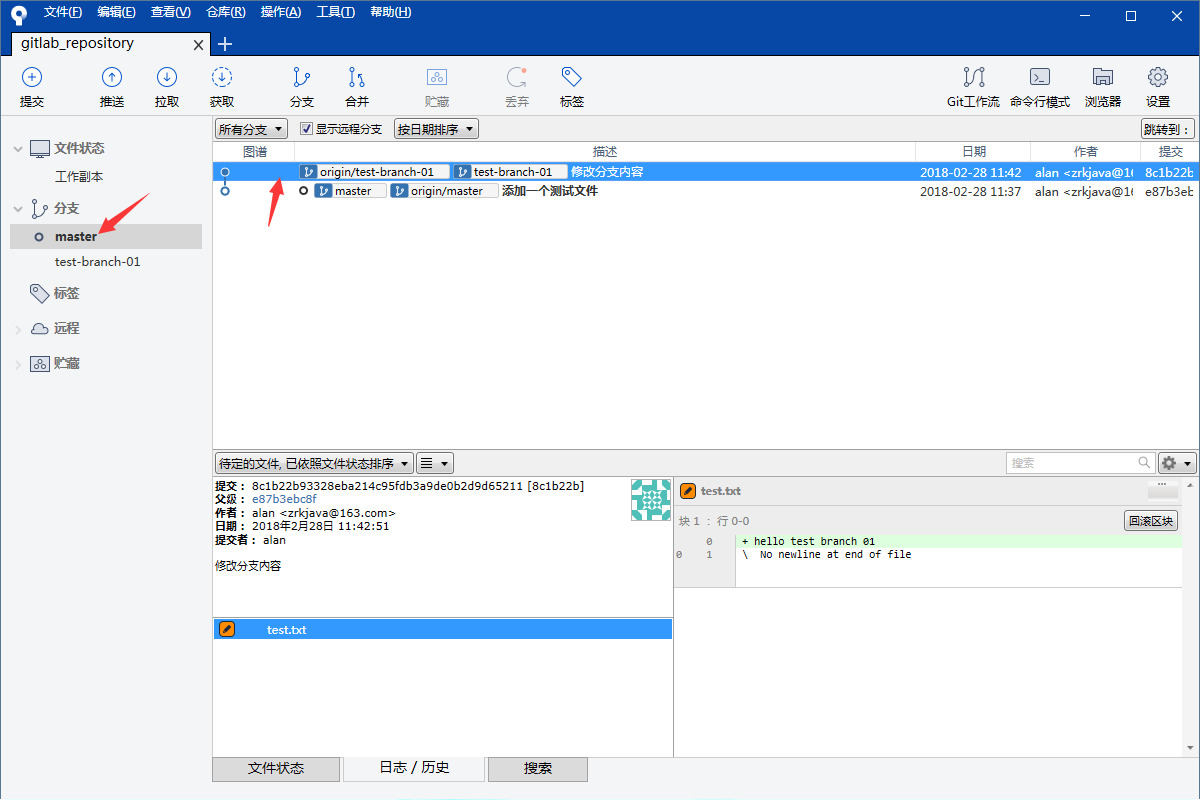 文件(F) 编辑(E) 查看(V) 仓库(R) 操作(A) 工具(T) 帮助(H)
gitlab_repository
提交 推送 拉取 获取 分支 合并 贮藏 丢弃 标签 Git工作流 命令行模式 浏览器 设置
文件状态
工作副本
分支
master
test-branch-01
标签
远程
贮藏
所有分支 显示远程分支 按日期排序 跳转到：
图谱 描述 日期 作者 提交
origin/test-branch-01 test-branch-01 修改分支内容 2018-02-28 11:42 alan <zrkjava@16 8c1b22b
master origin/master 添加一个测试文件 2018-02-28 11:37 alan <zrkjava@16 e87b3eb
待定的文件, 已依照文件状态排序 搜索
提交： 8c1b22b93328eba214c95fdb3a9de0b2d9d65211 [8c1b22b]
父级： e87b3ebc8f
作者： alan <zrkjava@163.com>
日期： 2018年2月28日 11:42:51
提交者： alan
修改分支内容
test.txt
test.txt
块 1 ： 行 0-0 回滚区块
0 + hello test branch 01
0 1 \ No newline at end of file
文件状态 日志 / 历史 搜索